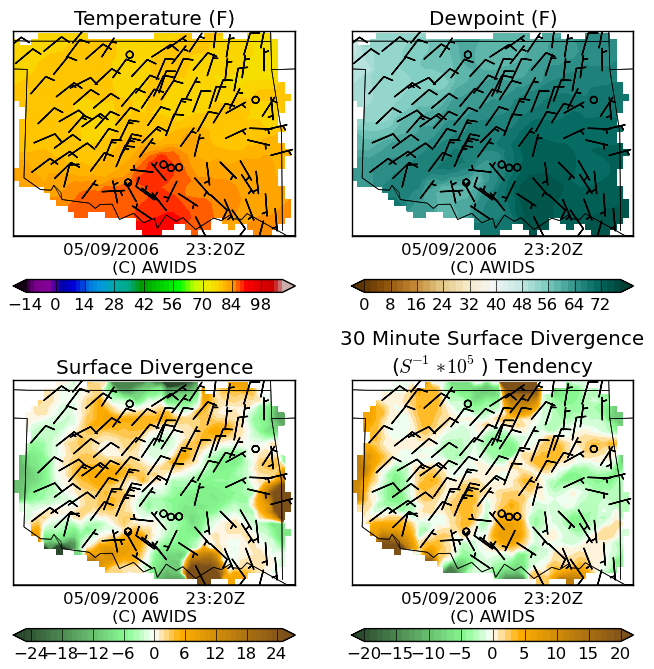 Temperature (F)
05/09/2006 23:20Z
(C) AWIDS
−14 0 14 28 42 56 70 84 98
Dewpoint (F)
05/09/2006 23:20Z
(C) AWIDS
0 8 16 24 32 40 48 56 64 72
Surface Divergence
05/09/2006 23:20Z
(C) AWIDS
−24 −18 −12 −6 0 6 12 18 24
30 Minute Surface Divergence
(S⁻¹ *10⁵ ) Tendency
05/09/2006 23:20Z
(C) AWIDS
−20 −15 −10 −5 0 5 10 15 20